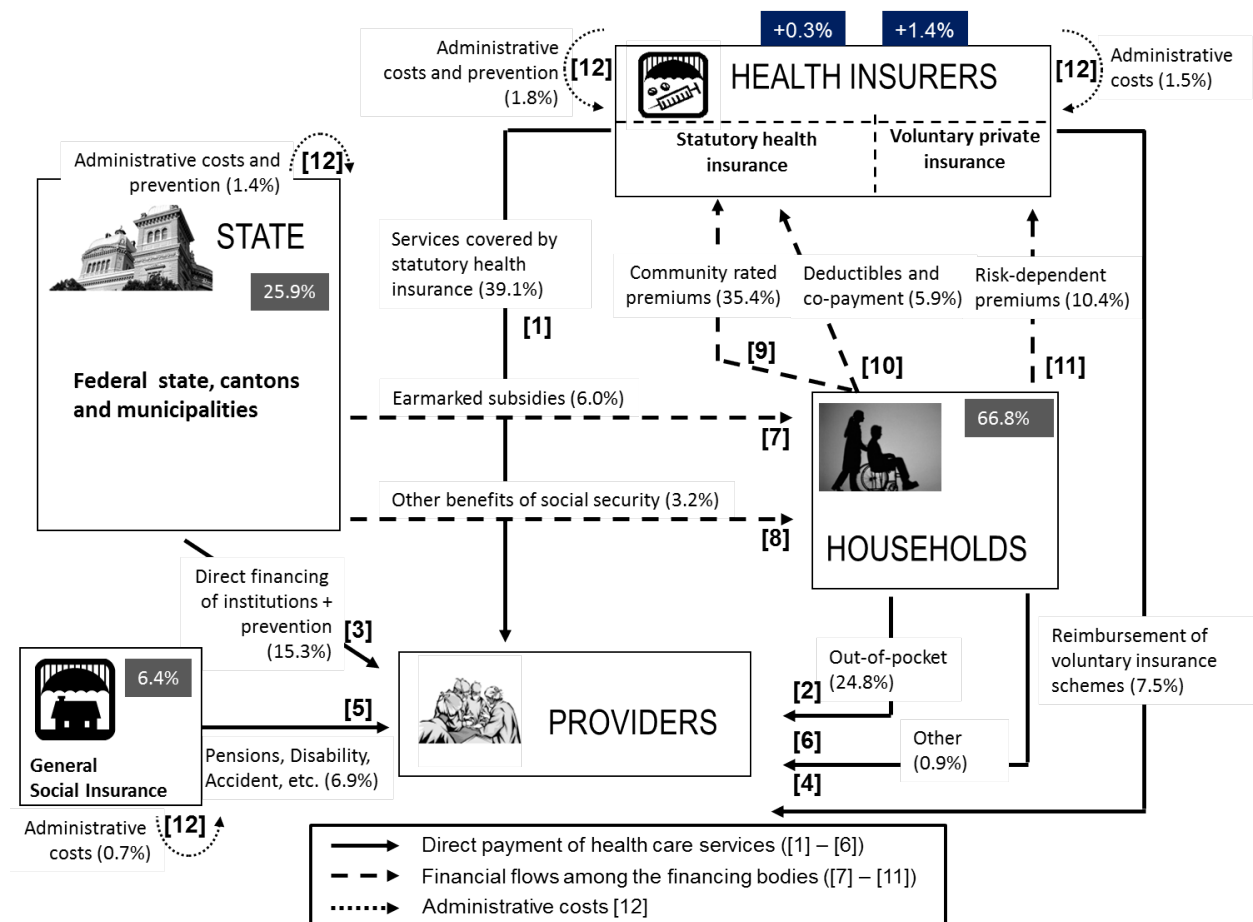 +0.3%
+1.4%
Administrative
costs and prevention
(1.8%)
[12]
HEALTH INSURERS
[12]
Administrative
costs (1.5%)
Statutory health
insurance
Voluntary private
insurance
Administrative costs and
prevention (1.4%)
[12]
STATE
25.9%
Federal state, cantons
and municipalities
Services covered by
statutory health
insurance (39.1%)
[1]
Community rated
premiums (35.4%)
Deductibles and
co-payment (5.9%)
Risk-dependent
premiums (10.4%)
[9]
[10]
[11]
Earmarked subsidies (6.0%)
[7]
66.8%
Other benefits of social security (3.2%)
[8]
HOUSEHOLDS
Direct financing
of institutions +
prevention
(15.3%)
[3]
6.4%
General
Social Insurance
[5]
Pensions, Disability,
Accident, etc. (6.9%)
PROVIDERS
Out-of-pocket
(24.8%)
[2]
[6]
Other
(0.9%)
[4]
Reimbursement of
voluntary insurance
schemes (7.5%)
Administrative
costs (0.7%)
[12]
Direct payment of health care services ([1] – [6])
Financial flows among the financing bodies ([7] – [11])
Administrative costs [12]